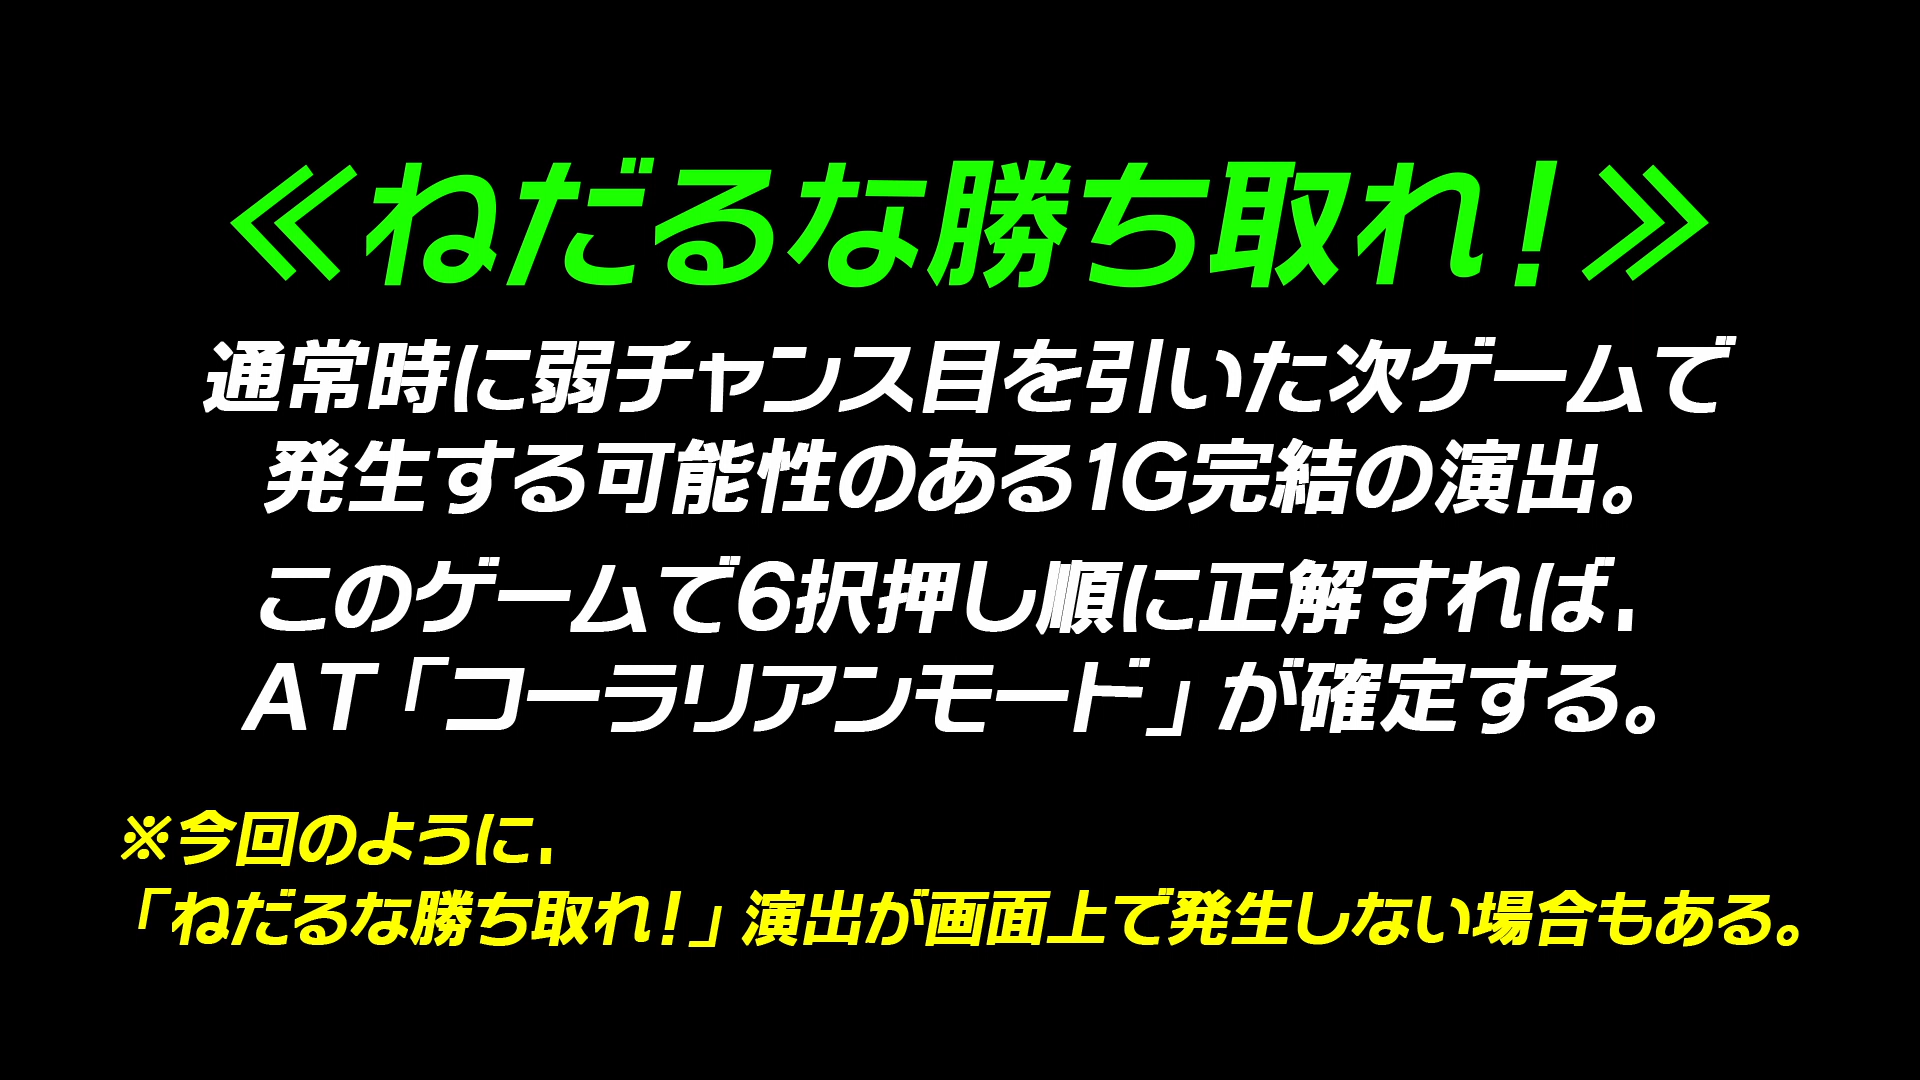 ≪ねだるな勝ち取れ!≫
通常時に弱チャンス目を引いた次ゲームで
発生する可能性のある1G完結の演出。
このゲームで6択押し順に正解すれば、
AT「コーラリアンモード」が確定する。
※今回のように、
「ねだるな勝ち取れ!」演出が画面上で発生しない場合もある。